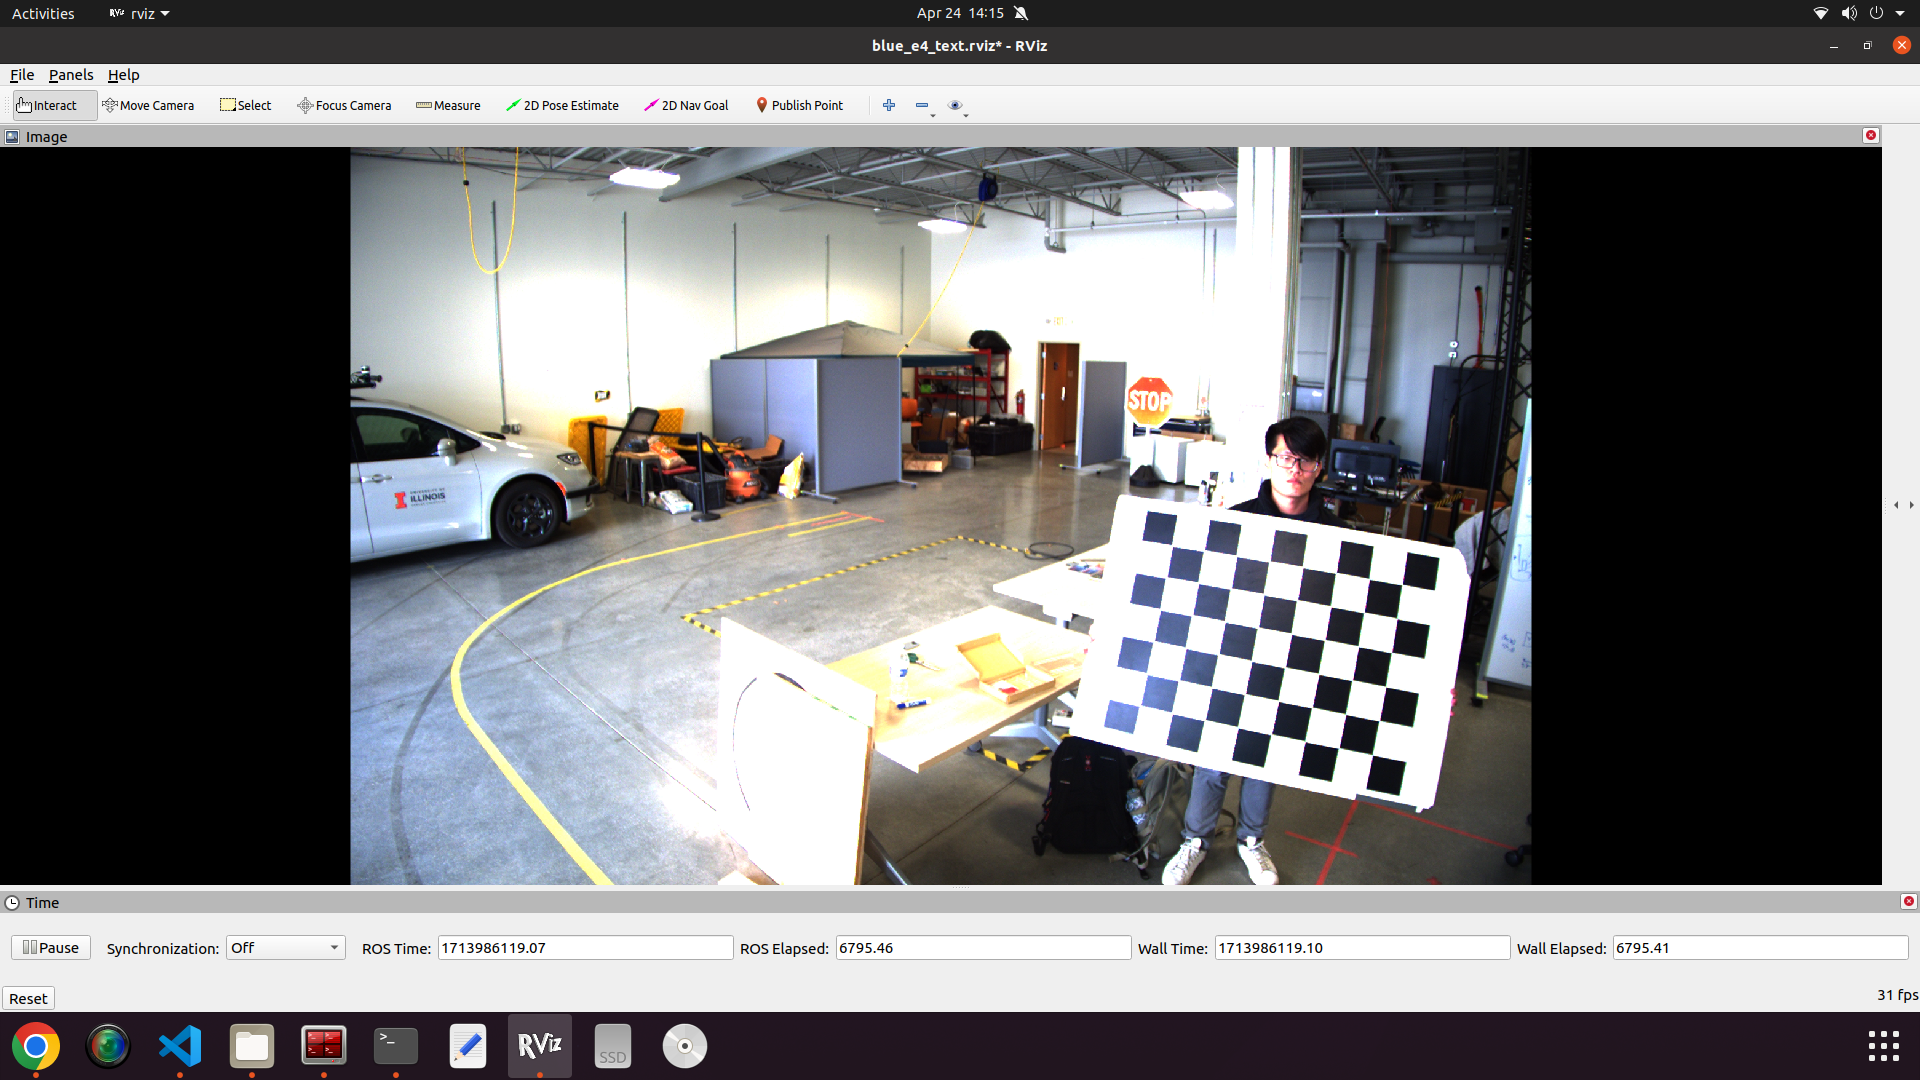 Activities
RViz rviz
Apr 24 14:15
blue_e4_text.rviz* - RViz
File Panels Help
Interact Move Camera Select Focus Camera Measure 2D Pose Estimate 2D Nav Goal Publish Point
Image
STOP
I ILLINOIS
Time
Pause Synchronization: Off ROS Time: 1713986119.07 ROS Elapsed: 6795.46 Wall Time: 1713986119.10 Wall Elapsed: 6795.41
Reset
31 fps
>_
RViz
SSD